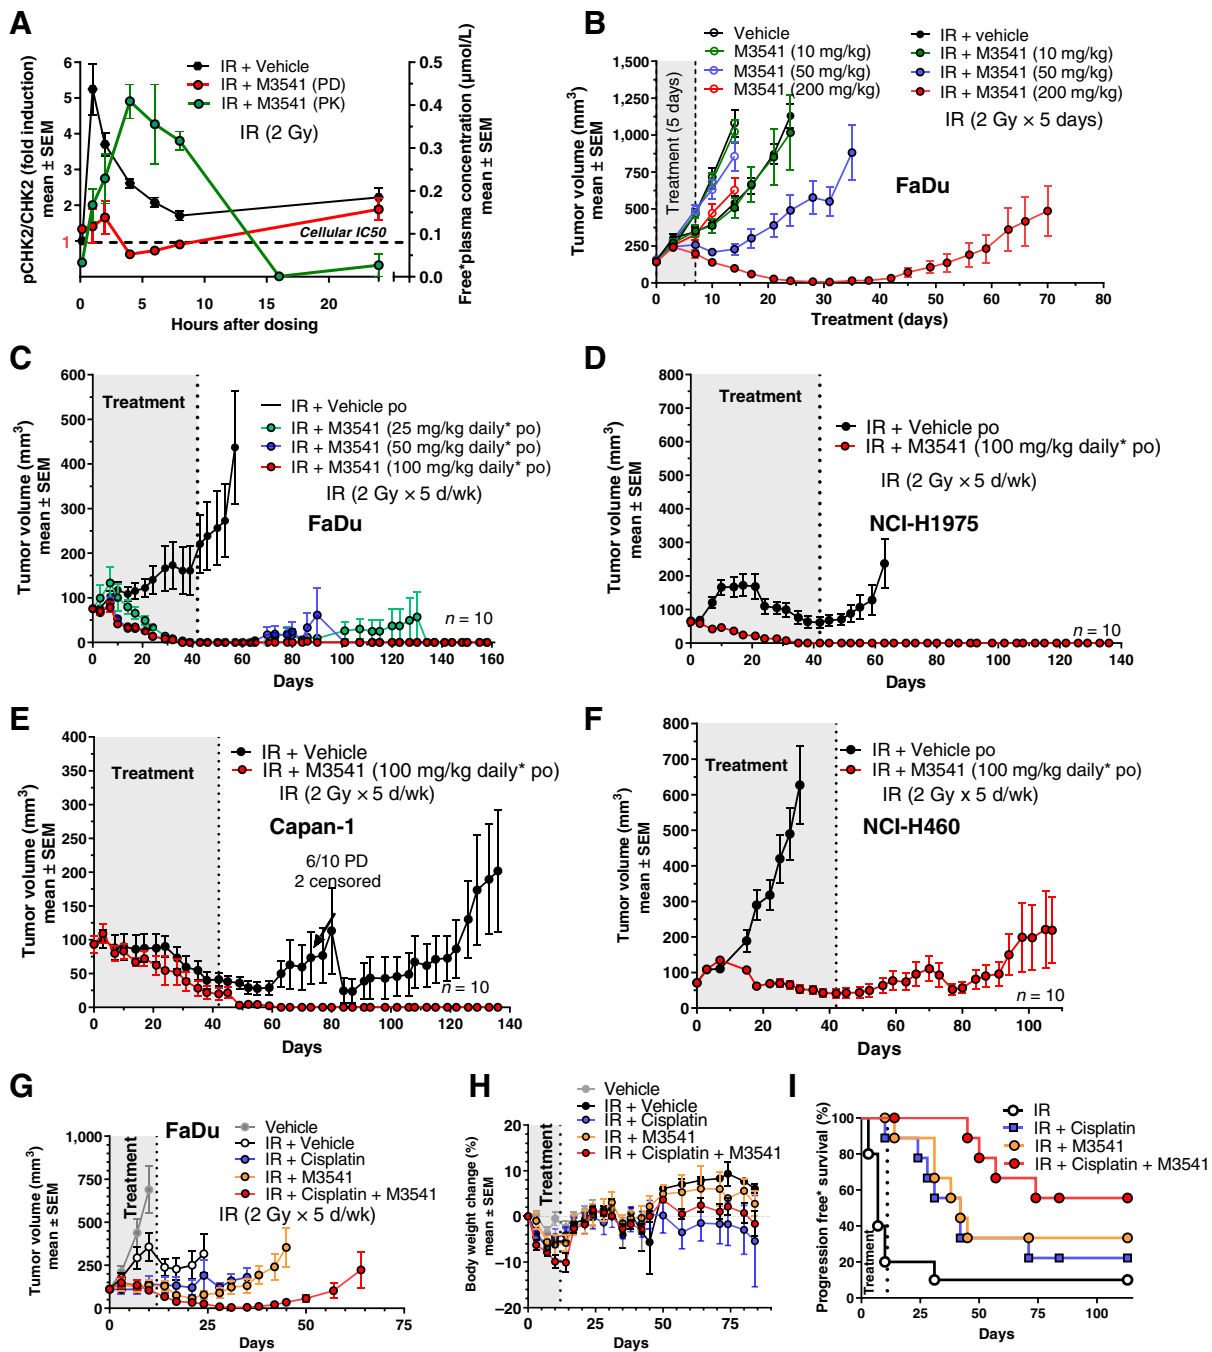 A
pCHK2/CHK2 (fold induction)
mean ± SEM
6
5
4
3
2
1
0
IR + Vehicle
IR + M3541 (PD)
IR + M3541 (PK)
IR (2 Gy)
Cellular IC50
0.5
0.4
0.3
0.2
0.1
0.0
Free*plasma concentration (µmol/L)
mean ± SEM
0 5 10 15 20
Hours after dosing
B
Tumor volume (mm3)
mean ± SEM
1,500
1,250
1,000
750
500
250
0
Treatment (5 days)
Vehicle
M3541 (10 mg/kg)
M3541 (50 mg/kg)
M3541 (200 mg/kg)
IR + vehicle
IR + M3541 (10 mg/kg)
IR + M3541 (50 mg/kg)
IR + M3541 (200 mg/kg)
IR (2 Gy × 5 days)
FaDu
0 10 20 30 40 50 60 70 80
Treatment (days)
C
Tumor volume (mm3)
mean ± SEM
600
500
400
300
200
100
0
Treatment
IR + Vehicle po
IR + M3541 (25 mg/kg daily* po)
IR + M3541 (50 mg/kg daily* po)
IR + M3541 (100 mg/kg daily* po)
IR (2 Gy × 5 d/wk)
FaDu
n = 10
0 20 40 60 80 100 120 140 160
Days
D
Tumor volume (mm3)
mean ± SEM
800
700
600
500
400
300
200
100
0
Treatment
IR + Vehicle po
IR + M3541 (100 mg/kg daily* po)
IR (2 Gy × 5 d/wk)
NCI-H1975
n = 10
0 20 40 60 80 100 120 140
Days
E
Tumor volume (mm3)
mean ± SEM
400
350
300
250
200
150
100
50
0
Treatment
IR + Vehicle
IR + M3541 (100 mg/kg daily* po)
IR (2 Gy × 5 d/wk)
Capan-1
6/10 PD
2 censored
n = 10
0 20 40 60 80 100 120 140
Days
F
Tumor volume (mm3)
mean ± SEM
800
700
600
500
400
300
200
100
0
Treatment
IR + Vehicle po
IR + M3541 (100 mg/kg daily* po)
IR (2 Gy x 5 d/wk)
NCI-H460
n = 10
0 20 40 60 80 100
Days
G
Tumor volume (mm3)
mean ± SEM
1,000
750
500
250
0
Treatment
FaDu
Vehicle
IR + Vehicle
IR + Cisplatin
IR + M3541
IR + Cisplatin + M3541
IR (2 Gy × 5 d/wk)
0 25 50 75
Days
H
Body weight change (%)
mean ± SEM
20
10
0
−10
−20
Treatment
Vehicle
IR + Vehicle
IR + Cisplatin
IR + M3541
IR + Cisplatin + M3541
0 25 50 75
Days
I
Progression free* survival (%)
100
80
60
40
20
0
Treatment
IR
IR + Cisplatin
IR + M3541
IR + Cisplatin + M3541
0 25 50 75 100
Days